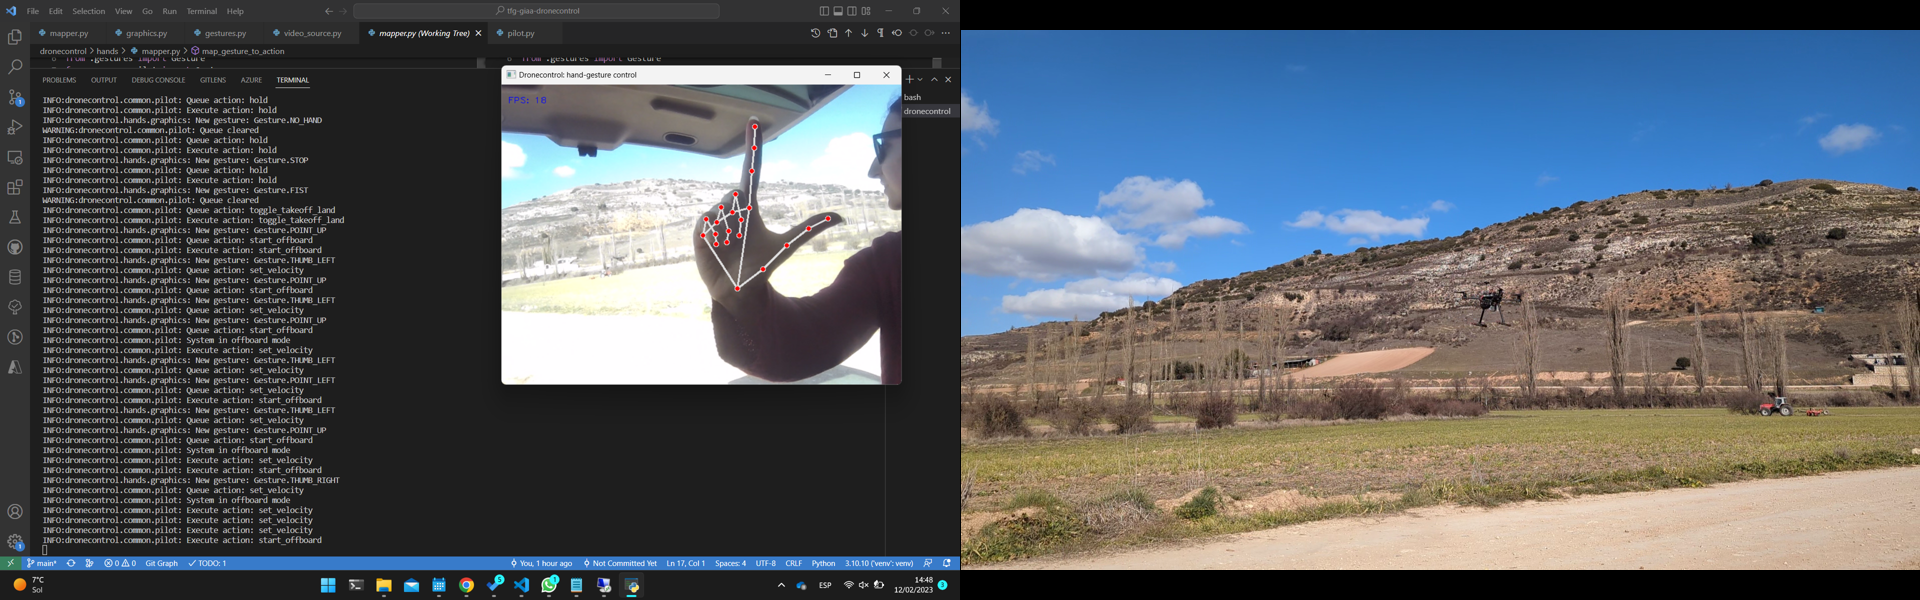 File Edit Selection View Go Run Terminal Help
tfg-giaa-dronecontrol
mapper.py graphics.py gestures.py video_source.py mapper.py (Working Tree) pilot.py
dronecontrol > hands > mapper.py > map_gesture_to_action
6 from .gestures import Gesture
6 from .gestures import Gesture
PROBLEMS OUTPUT DEBUG CONSOLE GITLENS AZURE TERMINAL
bash
dronecontrol
Dronecontrol: hand-gesture control
FPS: 18
INFO:dronecontrol.common.pilot: Queue action: hold
INFO:dronecontrol.common.pilot: Execute action: hold
INFO:dronecontrol.hands.graphics: New gesture: Gesture.NO_HAND
WARNING:dronecontrol.common.pilot: Queue cleared
INFO:dronecontrol.common.pilot: Queue action: hold
INFO:dronecontrol.common.pilot: Execute action: hold
INFO:dronecontrol.hands.graphics: New gesture: Gesture.STOP
INFO:dronecontrol.common.pilot: Queue action: hold
INFO:dronecontrol.common.pilot: Execute action: hold
INFO:dronecontrol.hands.graphics: New gesture: Gesture.FIST
WARNING:dronecontrol.common.pilot: Queue cleared
INFO:dronecontrol.common.pilot: Queue action: toggle_takeoff_land
INFO:dronecontrol.common.pilot: Execute action: toggle_takeoff_land
INFO:dronecontrol.hands.graphics: New gesture: Gesture.POINT_UP
INFO:dronecontrol.common.pilot: Queue action: start_offboard
INFO:dronecontrol.common.pilot: Execute action: start_offboard
INFO:dronecontrol.hands.graphics: New gesture: Gesture.THUMB_LEFT
INFO:dronecontrol.common.pilot: Queue action: set_velocity
INFO:dronecontrol.hands.graphics: New gesture: Gesture.POINT_UP
INFO:dronecontrol.common.pilot: Queue action: start_offboard
INFO:dronecontrol.hands.graphics: New gesture: Gesture.THUMB_LEFT
INFO:dronecontrol.common.pilot: Queue action: set_velocity
INFO:dronecontrol.hands.graphics: New gesture: Gesture.POINT_UP
INFO:dronecontrol.common.pilot: Queue action: start_offboard
INFO:dronecontrol.common.pilot: System in offboard mode
INFO:dronecontrol.common.pilot: Execute action: set_velocity
INFO:dronecontrol.hands.graphics: New gesture: Gesture.THUMB_LEFT
INFO:dronecontrol.common.pilot: Queue action: set_velocity
INFO:dronecontrol.hands.graphics: New gesture: Gesture.POINT_LEFT
INFO:dronecontrol.common.pilot: Queue action: set_velocity
INFO:dronecontrol.common.pilot: Execute action: start_offboard
INFO:dronecontrol.hands.graphics: New gesture: Gesture.THUMB_LEFT
INFO:dronecontrol.common.pilot: Queue action: set_velocity
INFO:dronecontrol.hands.graphics: New gesture: Gesture.POINT_UP
INFO:dronecontrol.common.pilot: Queue action: start_offboard
INFO:dronecontrol.common.pilot: System in offboard mode
INFO:dronecontrol.common.pilot: Execute action: set_velocity
INFO:dronecontrol.common.pilot: Execute action: start_offboard
INFO:dronecontrol.hands.graphics: New gesture: Gesture.THUMB_RIGHT
INFO:dronecontrol.common.pilot: Queue action: set_velocity
INFO:dronecontrol.common.pilot: System in offboard mode
INFO:dronecontrol.common.pilot: Execute action: set_velocity
INFO:dronecontrol.common.pilot: Execute action: set_velocity
INFO:dronecontrol.common.pilot: Execute action: set_velocity
INFO:dronecontrol.common.pilot: Execute action: start_offboard
main* 0 0 Git Graph TODO: 1 You, 1 hour ago Not Committed Yet Ln 17, Col 1 Spaces: 4 UTF-8 CRLF Python 3.10.10 ('venv': venv)
7°C
Sol
ESP
14:48
12/02/2023